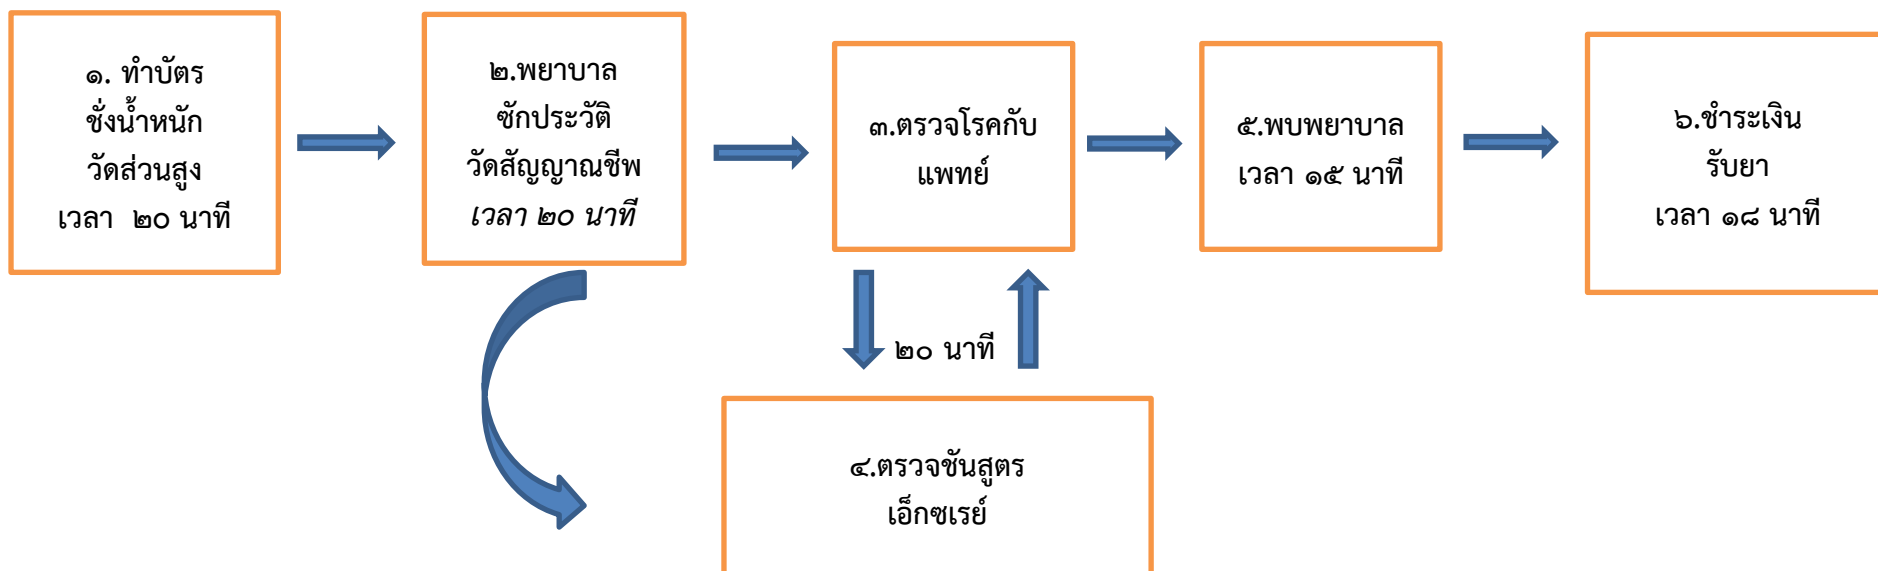 ๑. ทำบัตร
ชั่งน้ำหนัก
วัดส่วนสูง
เวลา ๒๐ นาที
๒.พยาบาล
ซักประวัติ
วัดสัญญาณชีพ
เวลา ๒๐ นาที
๓.ตรวจโรคกับ
แพทย์
๒๐ นาที
๔.ตรวจชันสูตร
เอ็กซเรย์
๕.พบพยาบาล
เวลา ๑๕ นาที
๖.ชำระเงิน
รับยา
เวลา ๑๘ นาที